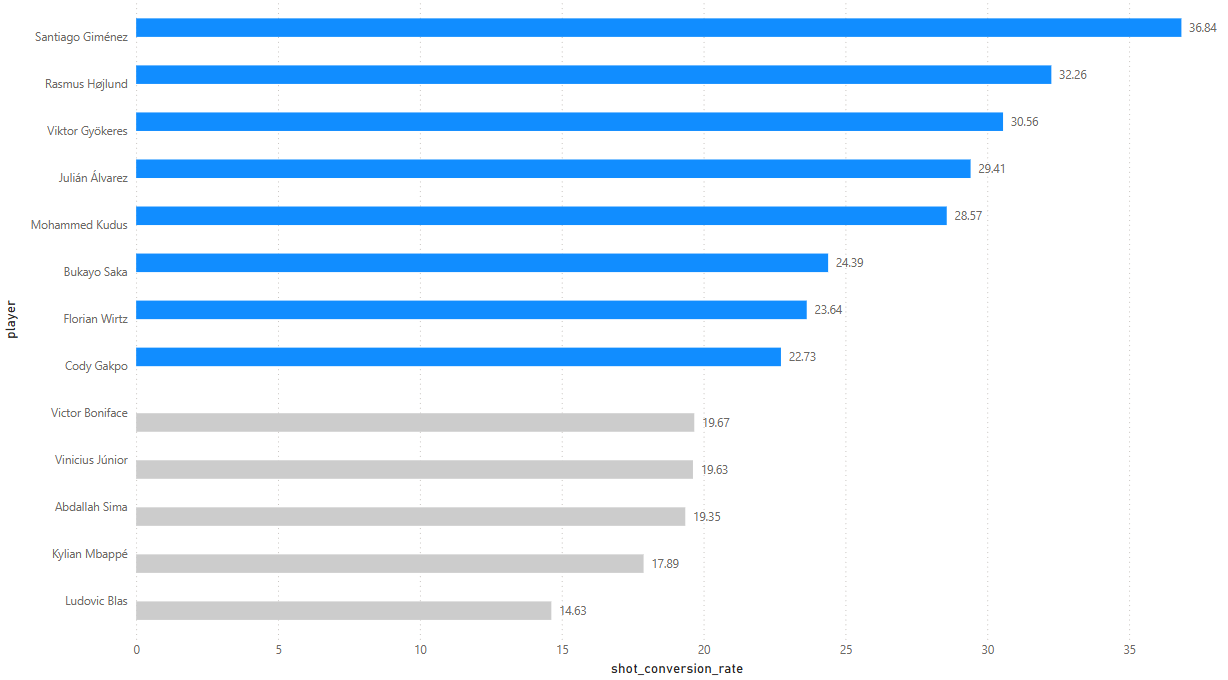 Santiago Giménez 36.84
Rasmus Højlund 32.26
Viktor Gyökeres 30.56
Julián Álvarez 29.41
Mohammed Kudus 28.57
Bukayo Saka 24.39
Florian Wirtz 23.64
Cody Gakpo 22.73
Victor Boniface 19.67
Vinicius Júnior 19.63
Abdallah Sima 19.35
Kylian Mbappé 17.89
Ludovic Blas 14.63
player
0 5 10 15 20 25 30 35
shot_conversion_rate